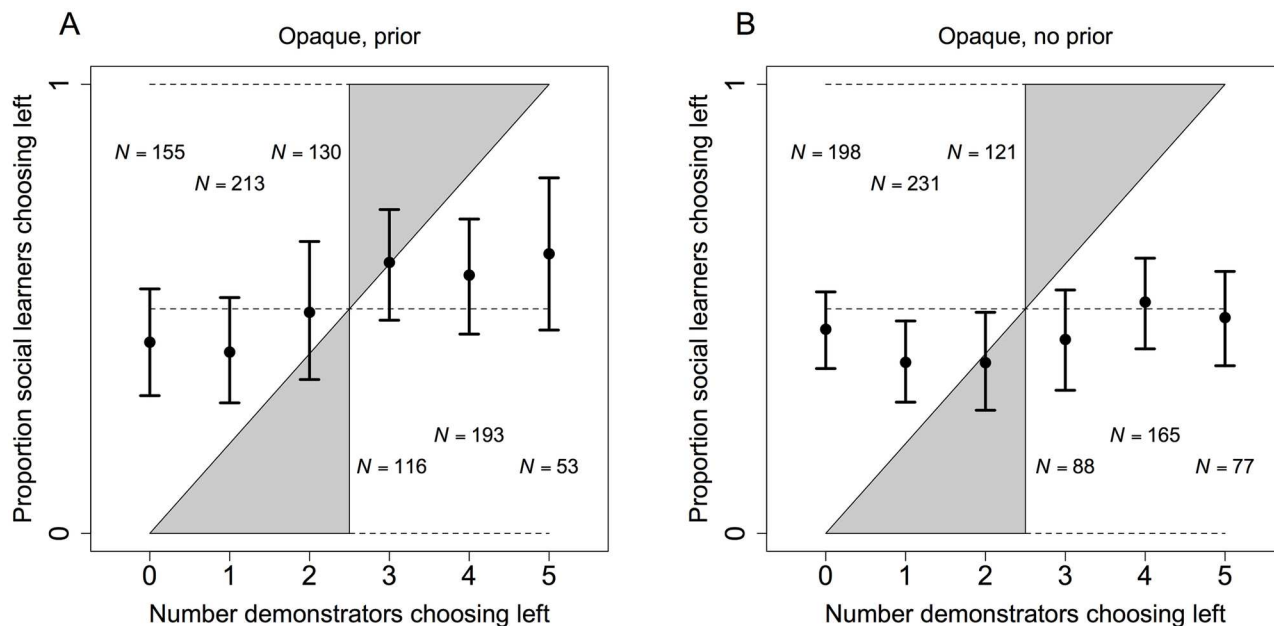 A
Opaque, prior
Proportion social learners choosing left
1
0
N = 155
N = 213
N = 130
N = 116
N = 193
N = 53
0 1 2 3 4 5
Number demonstrators choosing left
B
Opaque, no prior
Proportion social learners choosing left
1
0
N = 198
N = 231
N = 121
N = 88
N = 165
N = 77
0 1 2 3 4 5
Number demonstrators choosing left